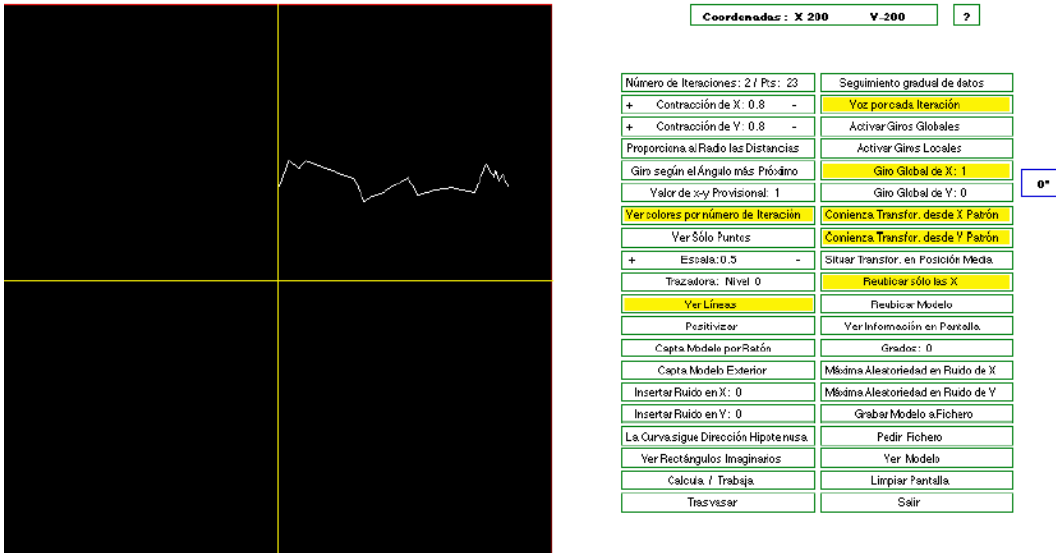 Coordenadas : X 200 Y-200 ?
Número de Iteraciones: 2 / Pts: 23 Seguimiento gradual de datos
+ Contracción de X: 0.8 - Voz por cada Iteración
+ Contracción de Y: 0.8 - Activar Giros Globales
Proporciona al Radio las Distancias Activar Giros Locales
Giro según el Ángulo más Próximo Giro Global de X: 1
0°
Valor de x-y Provisional: 1 Giro Global de Y: 0
Ver colores por número de Iteración Comienza Transfor. desde X Patrón
Ver Sólo Puntos Comienza Transfor. desde Y Patrón
+ Escala: 0.5 - Situar Transfor. en Posición Media
Trazadora: Nivel 0 Reubicar sólo las X
Ver Líneas Reubicar Modelo
Positivizar Ver Información en Pantalla
Capta Modelo por Ratón Grados: 0
Capta Modelo Exterior Máxima Aleatoriedad en Ruido de X
Insertar Ruido en X: 0 Máxima Aleatoriedad en Ruido de Y
Insertar Ruido en Y: 0 Grabar Modelo a Fichero
La Curva sigue Dirección Hipotenusa Pedir Fichero
Ver Rectángulos Imaginarios Ver Modelo
Calcula / Trabaja Limpiar Pantalla
Trasvasar Salir